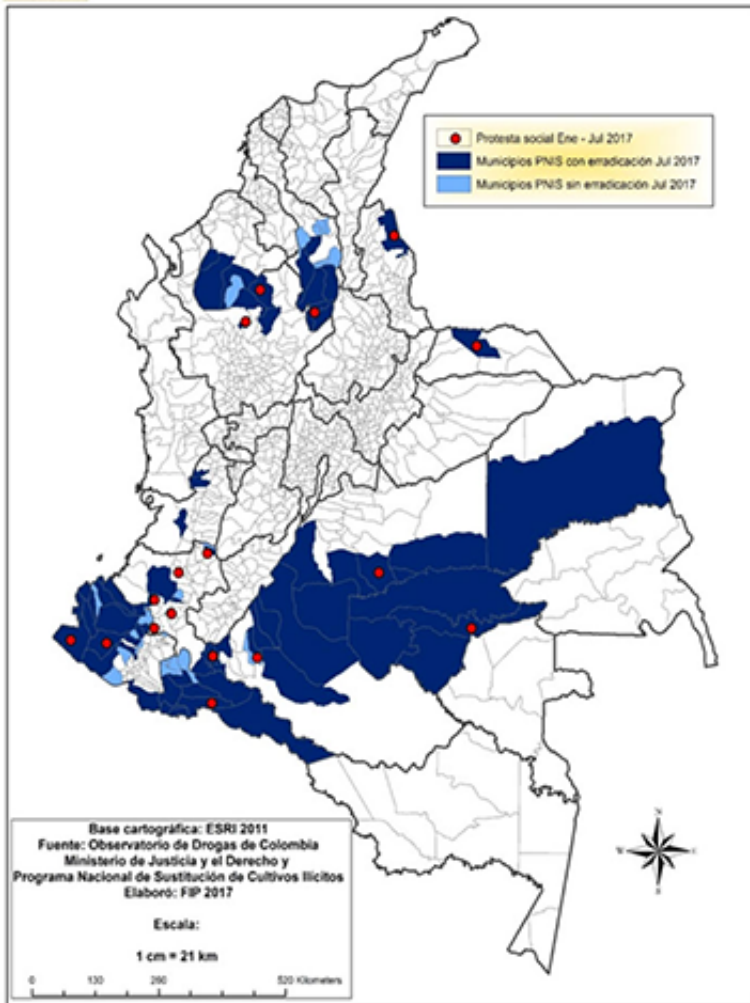 Protesta social Ene - Jul 2017
Municipios PNIS con erradicación Jul 2017
Municipios PNIS sin erradicación Jul 2017
N
W
E
S
Base cartográfica: ESRI 2011
Fuente: Observatorio de Drogas de Colombia
Ministerio de Justicia y el Derecho y
Programa Nacional de Sustitución de Cultivos Ilícitos
Elaboró: FIP 2017
Escala:
1 cm = 21 km
0 130 260 520 Kilometers